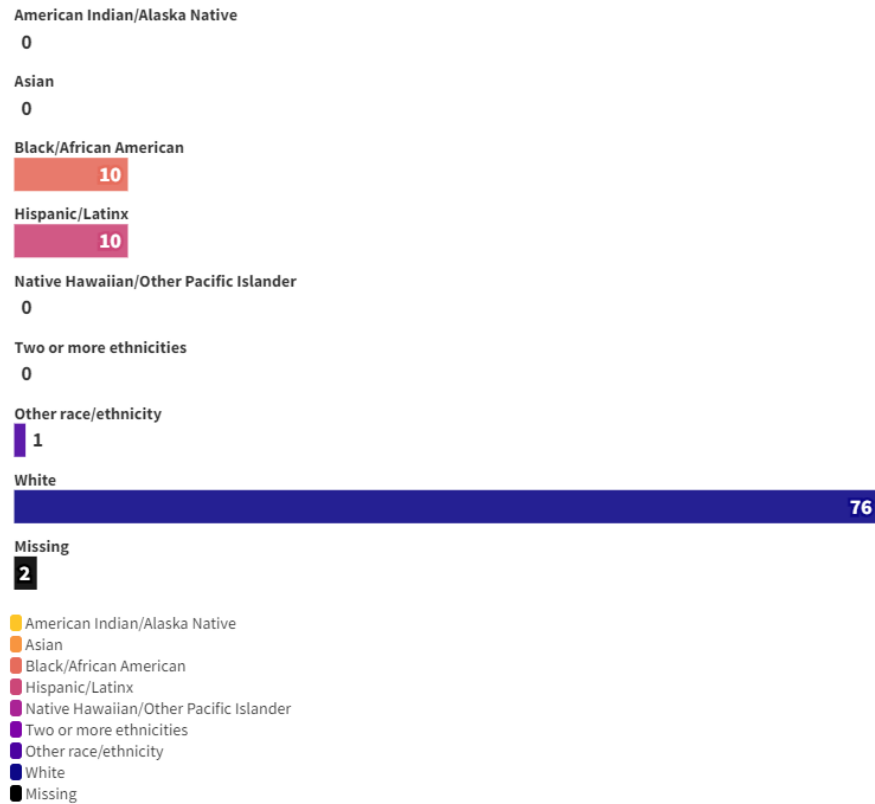 American Indian/Alaska Native
0
Asian
0
Black/African American
10
Hispanic/Latinx
10
Native Hawaiian/Other Pacific Islander
0
Two or more ethnicities
0
Other race/ethnicity
1
White
76
Missing
2
American Indian/Alaska Native
Asian
Black/African American
Hispanic/Latinx
Native Hawaiian/Other Pacific Islander
Two or more ethnicities
Other race/ethnicity
White
Missing